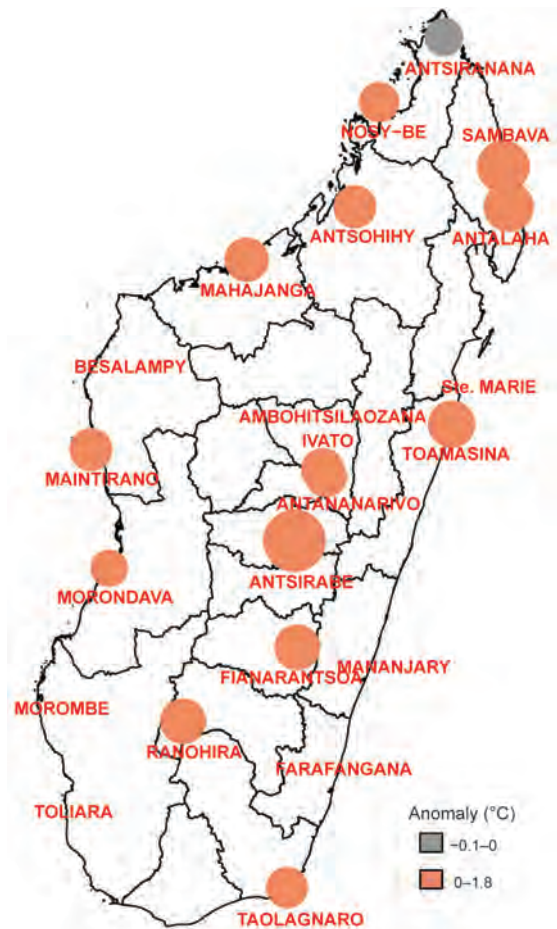 ANTSIRANANA
NOSY−BE
SAMBAVA
ANTSOHIHY
ANTALAHA
MAHAJANGA
BESALAMPY
Ste. MARIE
AMBOHITSILAOZANA
IVATO
TOAMASINA
MAINTIRANO
ANTANANARIVO
ANTSIRABE
MORONDAVA
MANANJARY
FIANARANTSOA
MOROMBE
RANOHIRA
FARAFANGANA
TOLIARA
Anomaly (°C)
−0.1–0
0–1.8
TAOLAGNARO